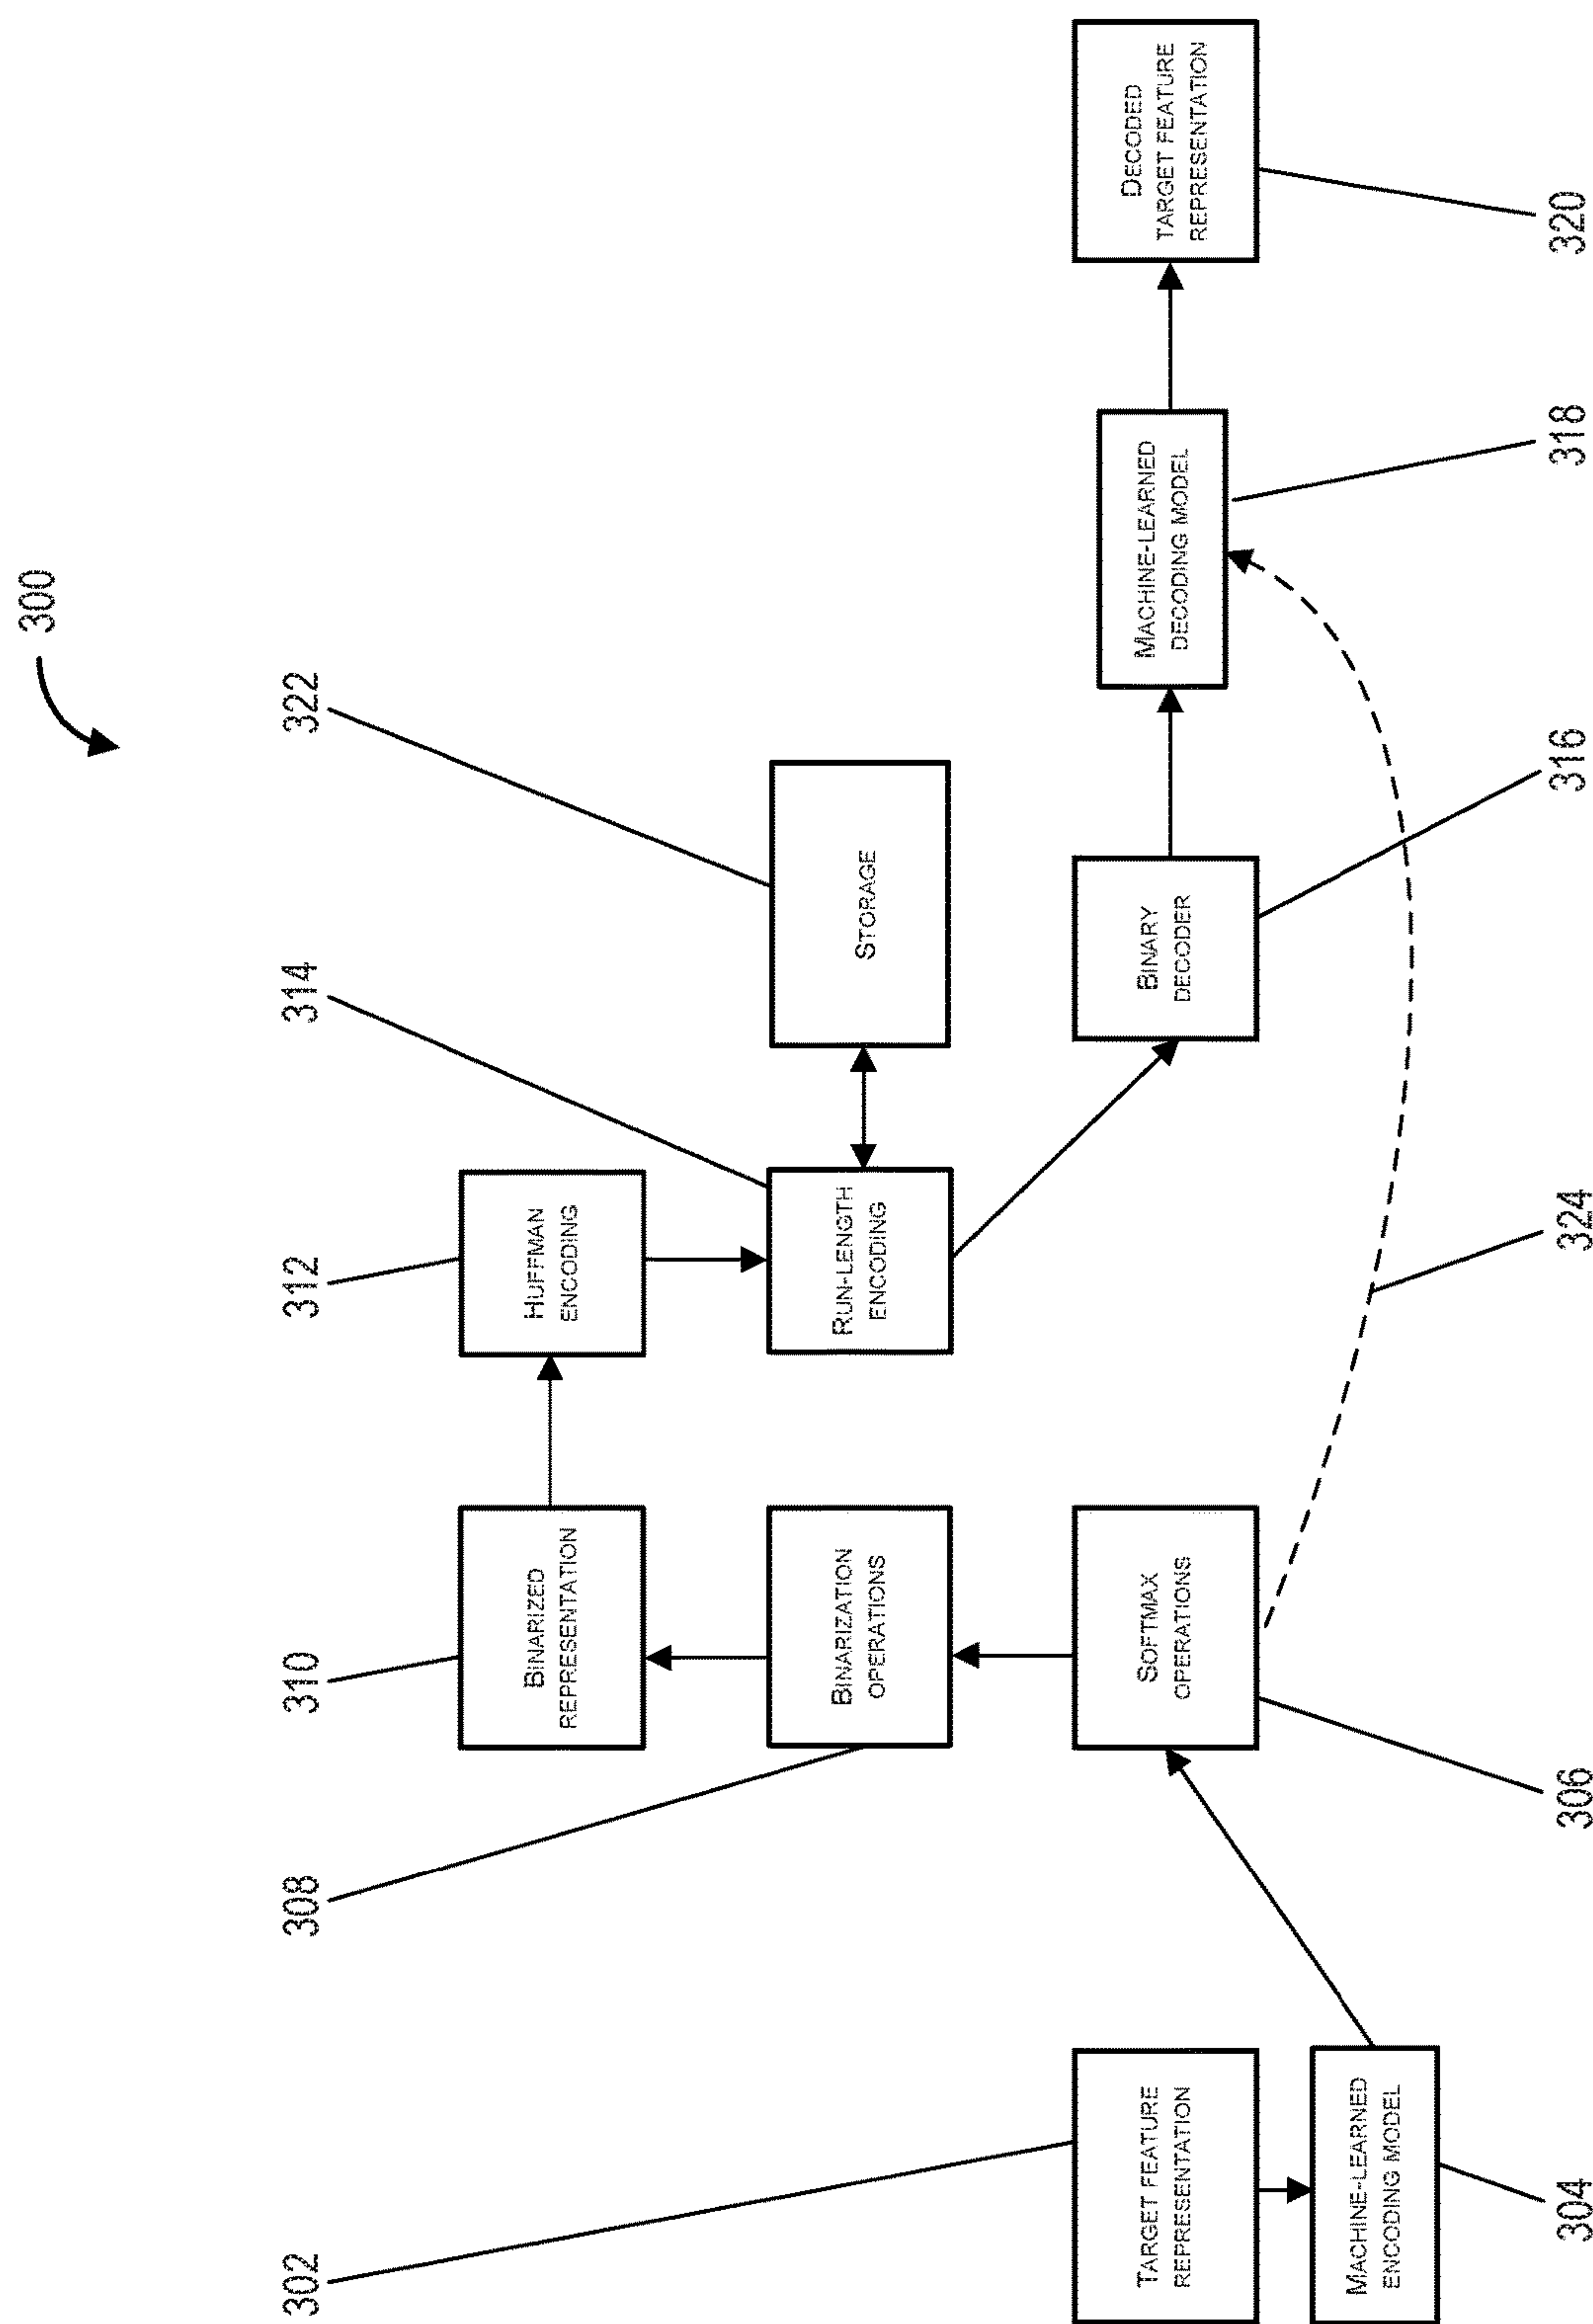 300
302
308
310
312
314
322
TARGET FEATURE
REPRESENTATION
MACHINE-LEARNED
ENCODING MODEL
SOFTMAX
OPERATIONS
BINARIZATION
OPERATIONS
BINARIZED
REPRESENTATION
HUFFMAN
ENCODING
RUN-LENGTH
ENCODING
STORAGE
BINARY
DECODER
MACHINE-LEARNED
DECODING MODEL
DECODED
TARGET FEATURE
REPRESENTATION
304
306
324
316
318
320